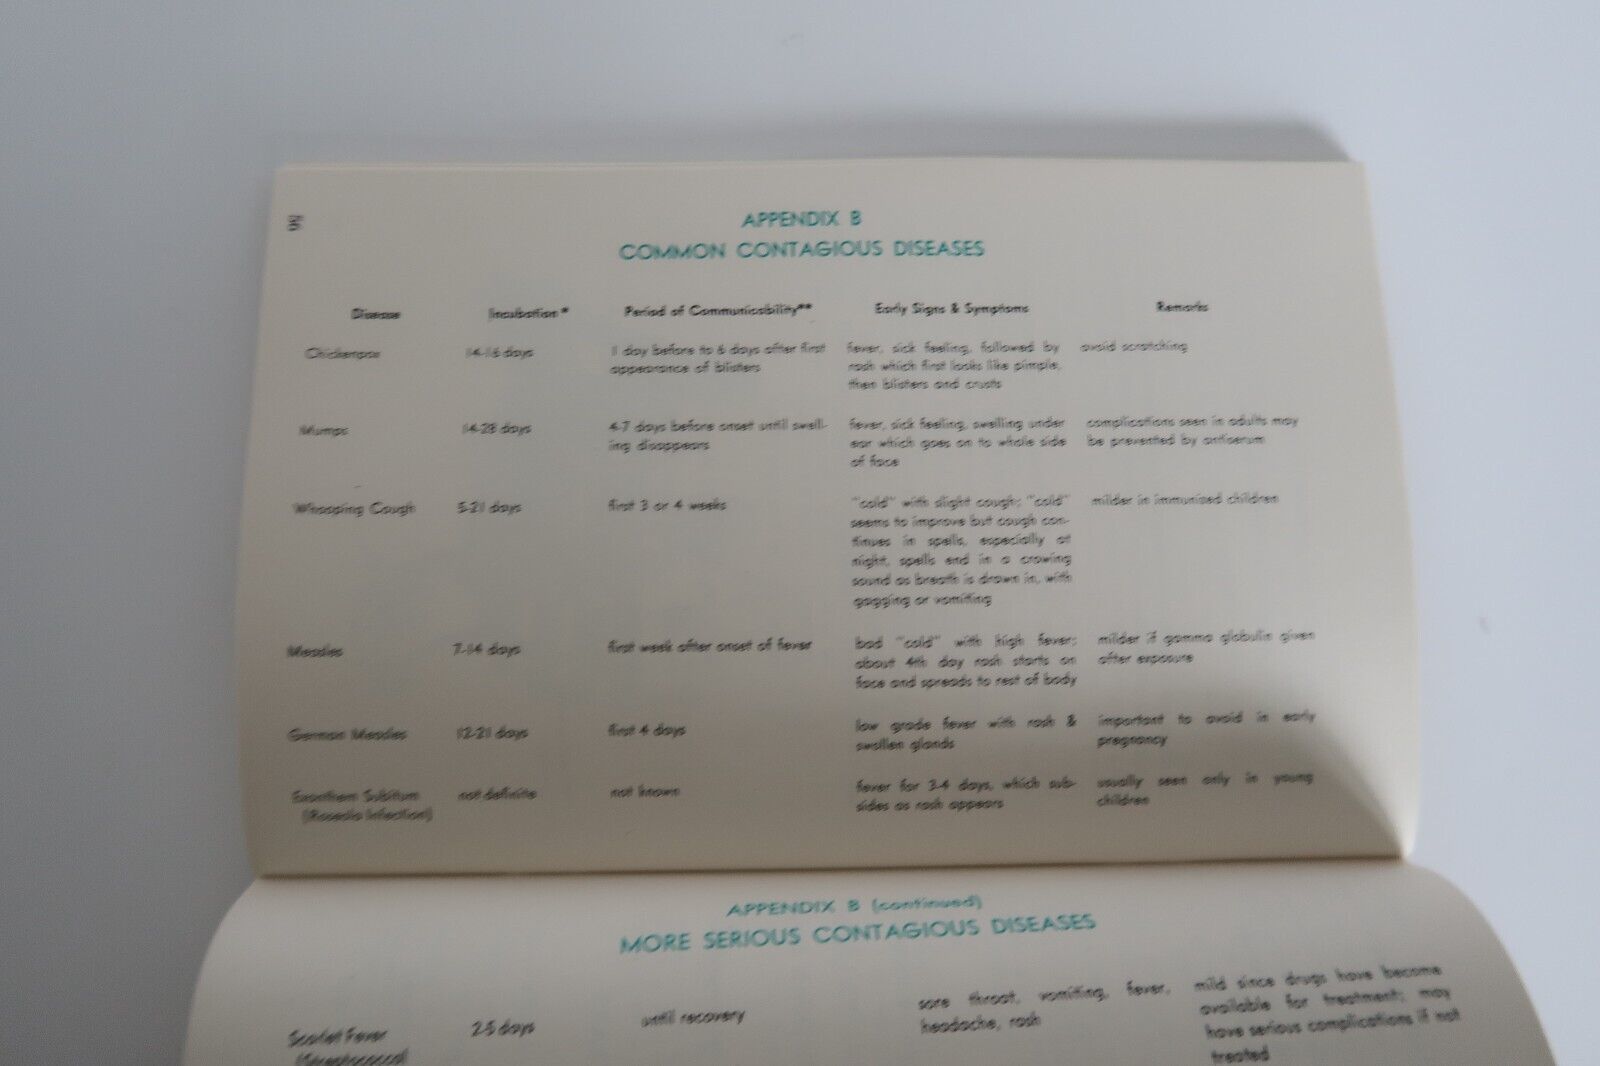 APPENDIX B
COMMON CONTAGIOUS DISEASES
Disease Incubation* Period of Communicability** Early Signs & Symptoms Remarks
Chickenpox 14-16 days 1 day before to 6 days after first fever, sick feeling, followed by avoid scratching
appearance of blisters rash which first looks like pimple,
then blisters and crusts
Mumps 14-28 days 4-7 days before onset until swell- fever, sick feeling, swelling under complications seen in adults may
ing disappears ear which goes on to whole side be prevented by antiserum
of face
Whooping Cough 5-21 days first 3 or 4 weeks "cold" with slight cough; "cold" milder in immunized children
seems to improve but cough con-
tinues in spells, especially at
night, spells end in a crowing
sound as breath is drawn in, with
gagging or vomiting
Measles 7-14 days first week after onset of fever bad "cold" with high fever; milder if gamma globulin given
about 4th day rash starts on after exposure
face and spreads to rest of body
German Measles 12-21 days first 4 days low grade fever with rash & important to avoid in early
swollen glands pregnancy
Exanthem Subitum not definite not known fever for 3-4 days, which sub- usually seen only in young
(Roseola Infection) sides as rash appears children
APPENDIX B (continued)
MORE SERIOUS CONTAGIOUS DISEASES
Scarlet Fever 2-5 days until recovery sore throat, vomiting, fever, mild since drugs have become
(Streptococcal headache, rash available for treatment; may
have serious complications if not
treated